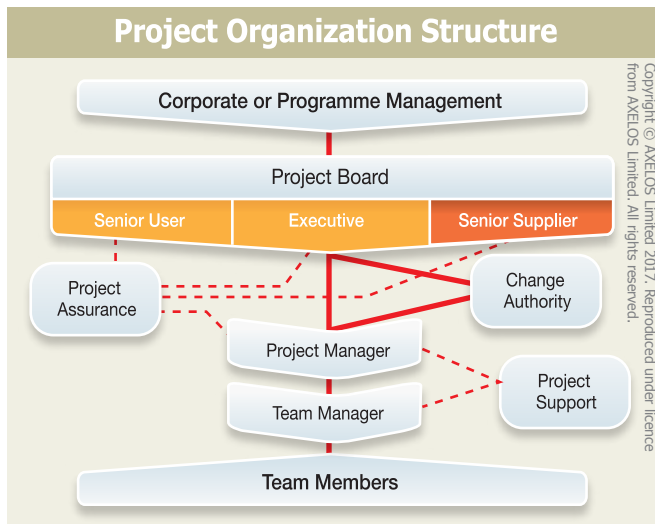 Project Organization Structure
Corporate or Programme Management
Project Board
Senior User
Executive
Senior Supplier
Project
Assurance
Change
Authority
Project Manager
Project
Support
Team Manager
Team Members
Copyright © AXELOS Limited 2017. Reproduced under licence
from AXELOS Limited. All rights reserved.